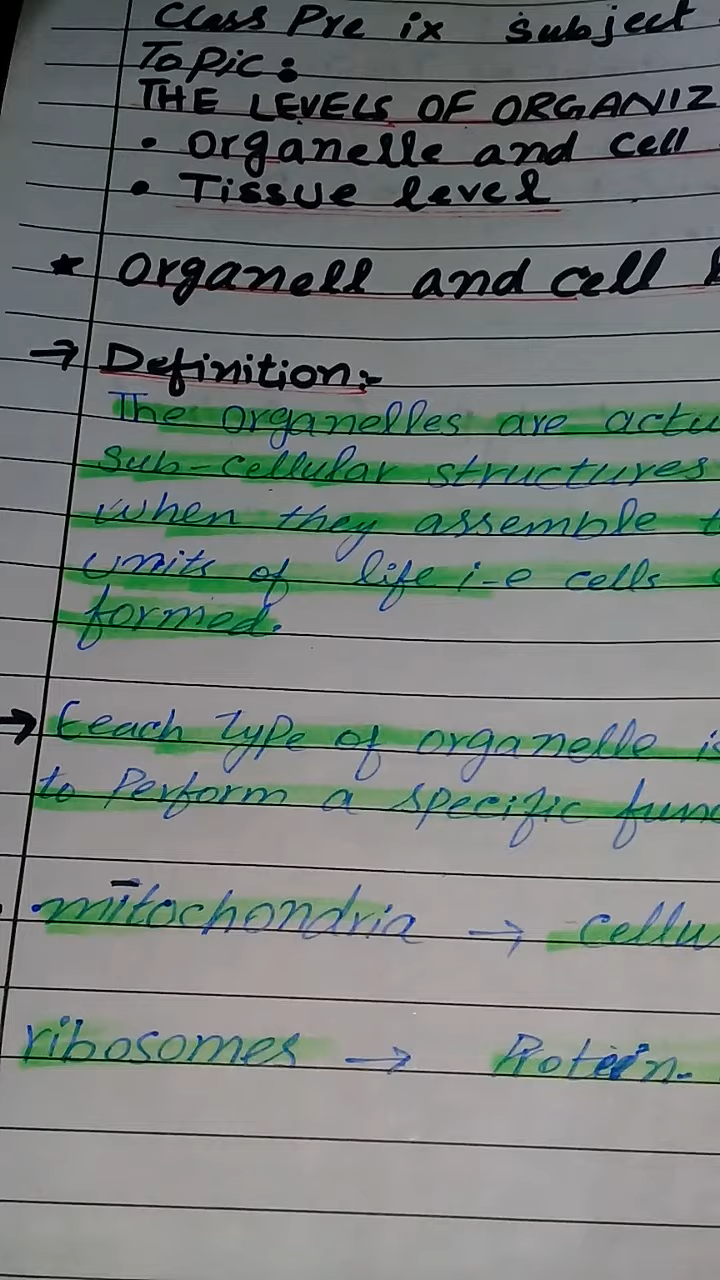 Class Pre ix subject
Topic:
THE LEVELS OF ORGANIZ
• Organelle and cell
• Tissue level
* Organell and cell
→ Definition:-
The organelles are actu
sub-cellular structures
when they assemble t
units of life i-e cells
formed.
→ Eeach type of organelle is
to perform a specific func
• mitochondria → cellu
ribosomes → Protein.